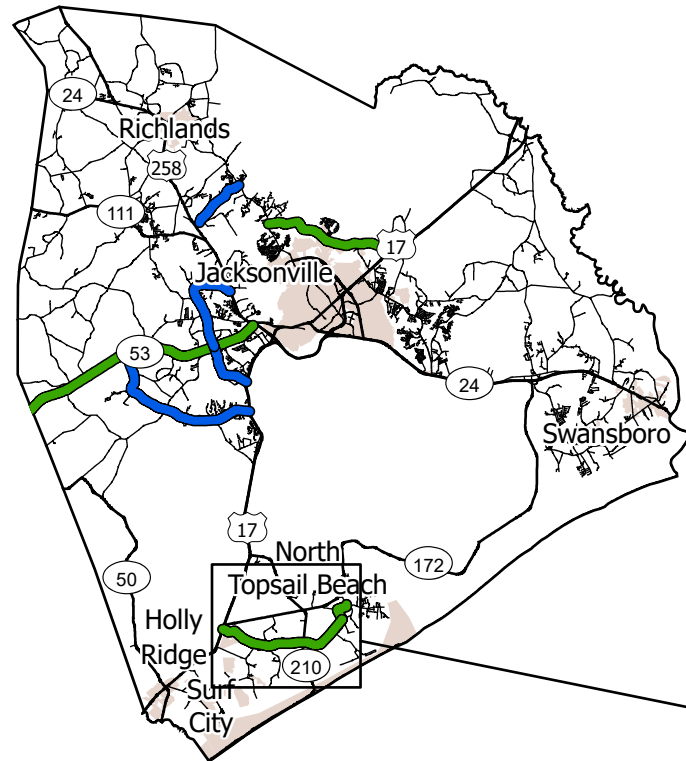 24
Richlands
258
111
17
Jacksonville
53
24
Swansboro
17
North
172
50
Topsail Beach
Holly
Ridge
210
Surf
City